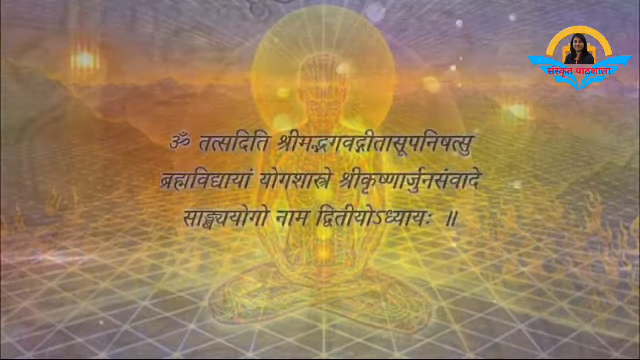 संस्कृत पाठशाला
ॐ तत्सदिति श्रीमद्भगवद्गीतासूपनिषत्सु
ब्रह्मविद्यायां योगशास्त्रे श्रीकृष्णार्जुनसंवादे
साङ्ख्ययोगो नाम द्वितीयोऽध्यायः ॥